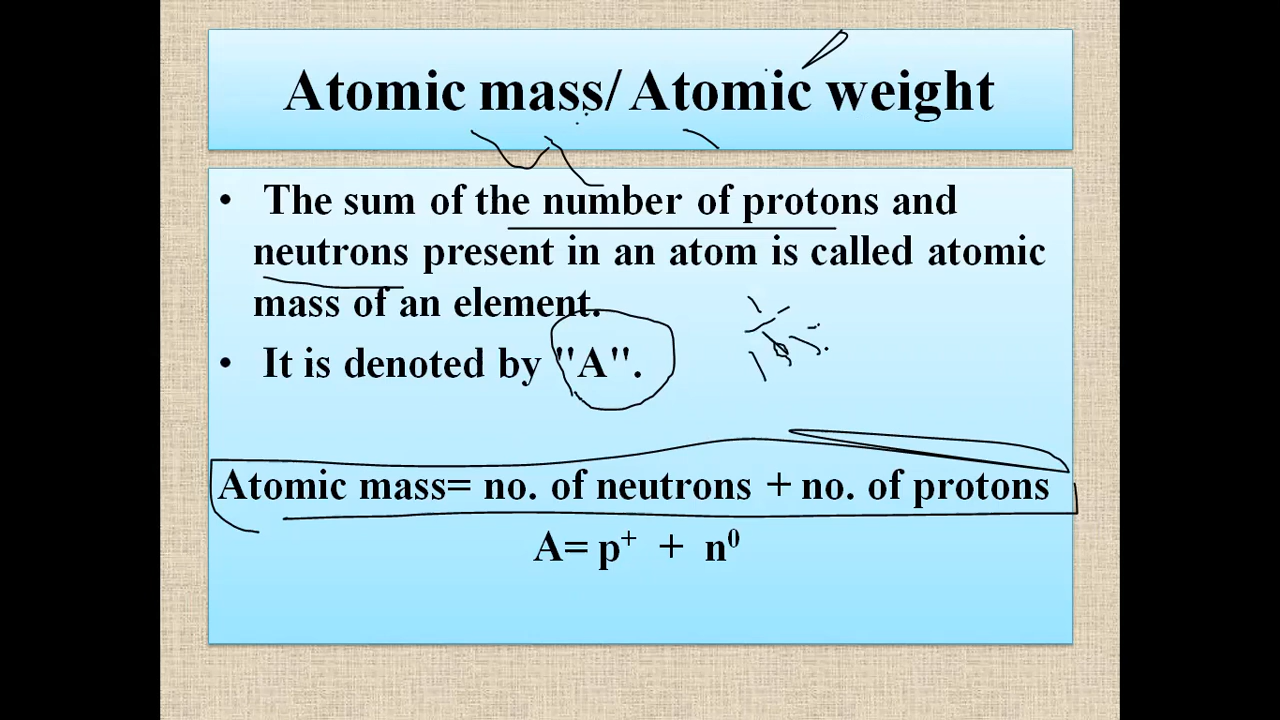 Atomic mass/ Atomic weight
• The sum of the number of protons and
neutrons present in an atom is called atomic
mass of an element.
• It is denoted by "A".
Atomic mass= no. of neutrons + no. of protons
A= p⁺ + n⁰